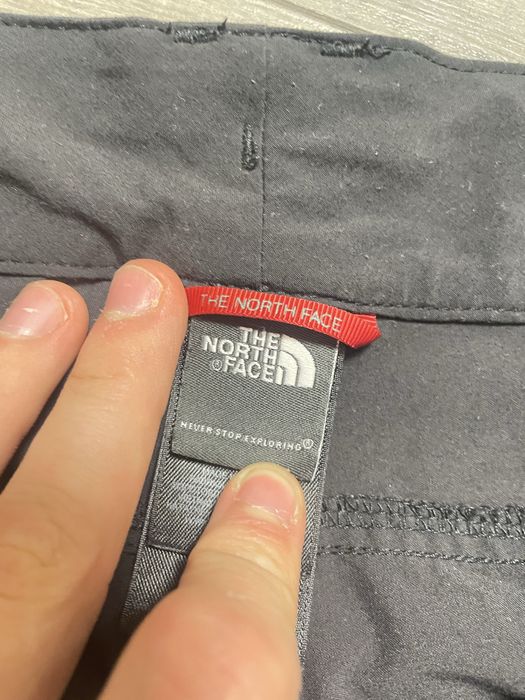 THE NORTH FACE
THE
NORTH
FACE
NEVER STOP EXPLORING®